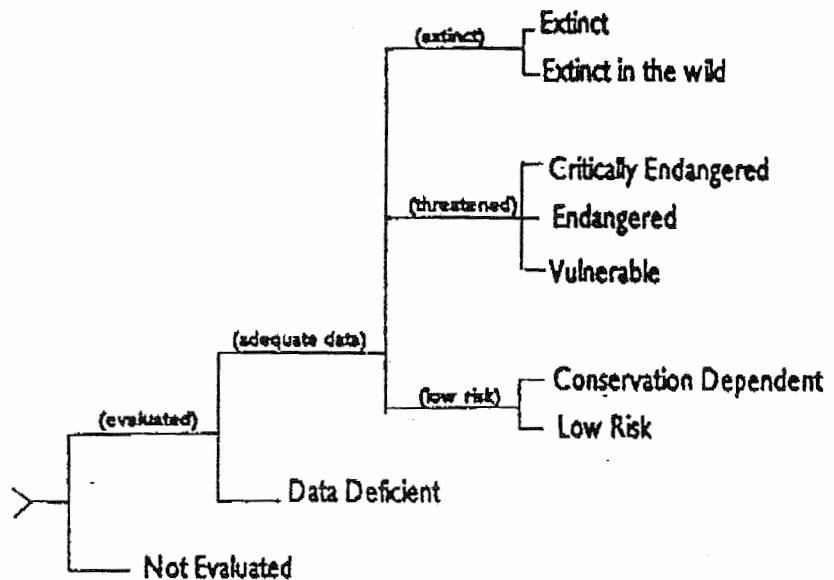 (extinct)
Extinct
Extinct in the wild
(threatened)
Critically Endangered
Endangered
Vulnerable
(adequate data)
(low risk)
Conservation Dependent
Low Risk
(evaluated)
Data Deficient
Not Evaluated